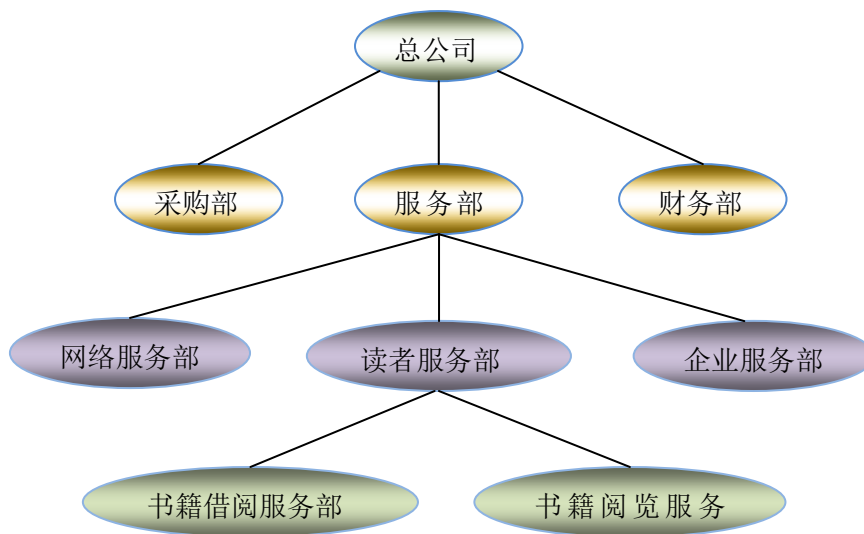 总公司
采购部
服务部
财务部
网络服务部
读者服务部
企业服务部
书籍借阅服务部
书籍阅览服务